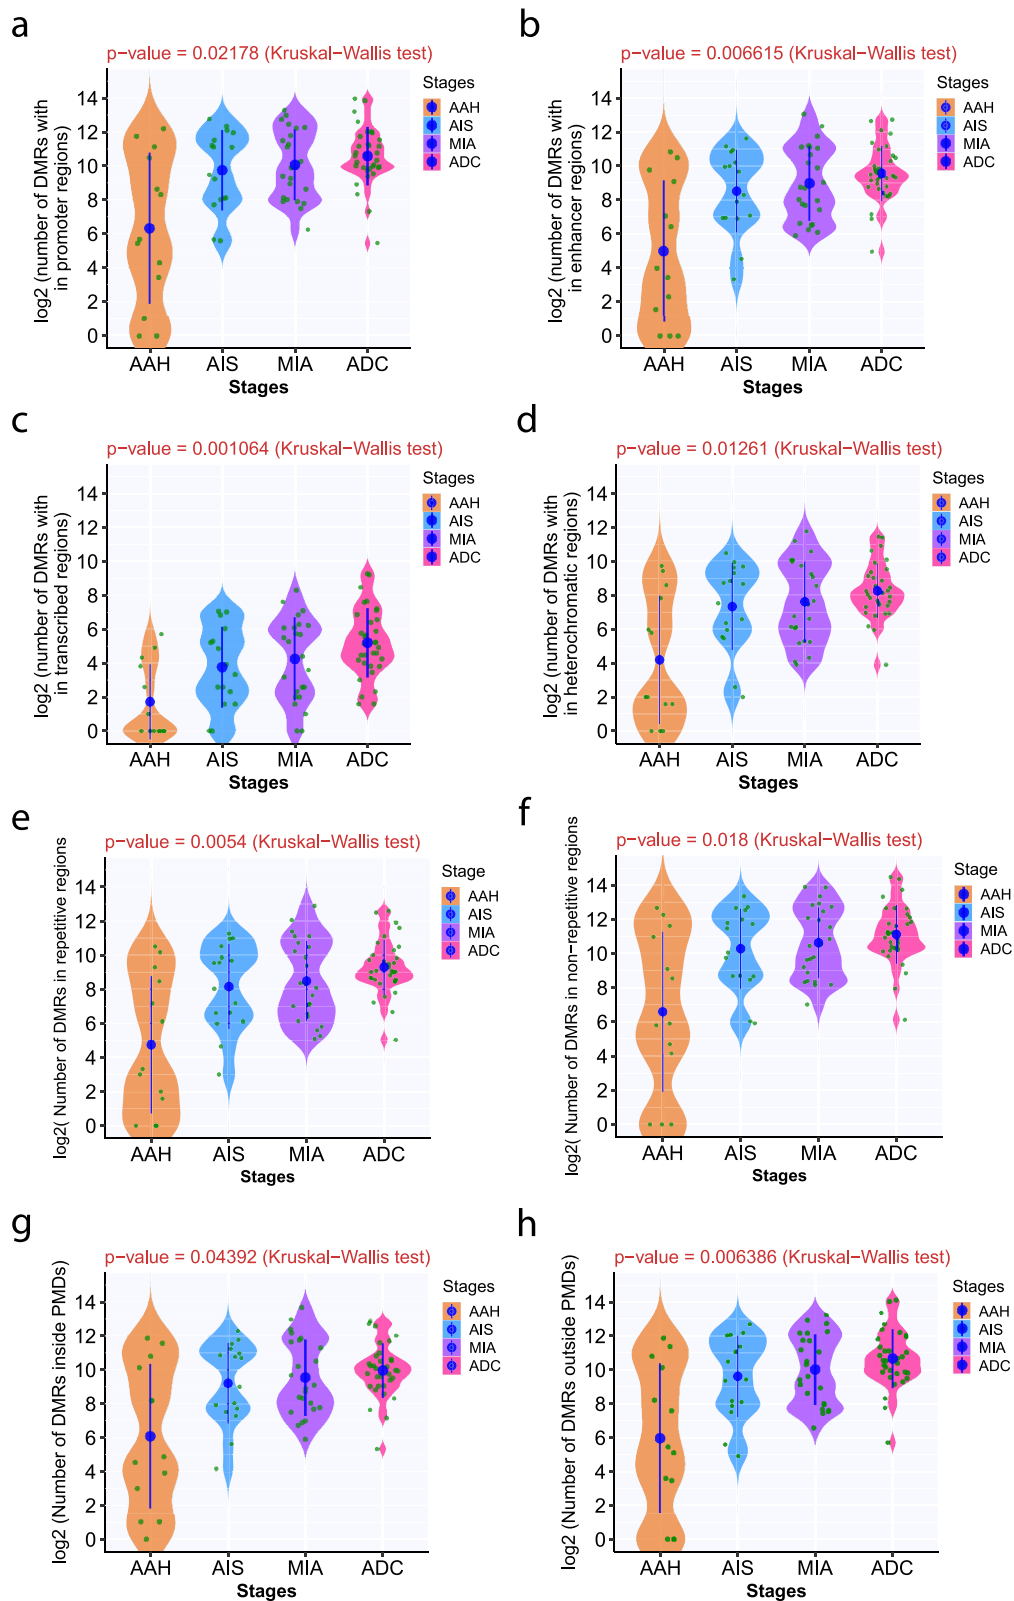 a
p-value = 0.02178 (Kruskal-Wallis test)
log2 (number of DMRs with
in promoter regions)
14
12
10
8
6
4
2
0
AAH
AIS
MIA
ADC
Stages
Stages
AAH
AIS
MIA
ADC
b
p-value = 0.006615 (Kruskal-Wallis test)
log2 (number of DMRs with
in enhancer regions)
14
12
10
8
6
4
2
0
AAH
AIS
MIA
ADC
Stages
Stages
AAH
AIS
MIA
ADC
c
p-value = 0.001064 (Kruskal-Wallis test)
log2 (number of DMRs with
in transcribed regions)
14
12
10
8
6
4
2
0
AAH
AIS
MIA
ADC
Stages
Stages
AAH
AIS
MIA
ADC
d
p-value = 0.01261 (Kruskal-Wallis test)
log2 (number of DMRs with
in heterochromatic regions)
14
12
10
8
6
4
2
0
AAH
AIS
MIA
ADC
Stages
Stages
AAH
AIS
MIA
ADC
e
p-value = 0.0054 (Kruskal-Wallis test)
log2( Number of DMRs in repetitive regions
14
12
10
8
6
4
2
0
AAH
AIS
MIA
ADC
Stages
Stage
AAH
AIS
MIA
ADC
f
p-value = 0.018 (Kruskal-Wallis test)
log2( Number of DMRs in non-repetitive regions
14
12
10
8
6
4
2
0
AAH
AIS
MIA
ADC
Stages
Stage
AAH
AIS
MIA
ADC
g
p-value = 0.04392 (Kruskal-Wallis test)
log2 (Number of DMRs inside PMDs)
14
12
10
8
6
4
2
0
AAH
AIS
MIA
ADC
Stages
Stages
AAH
AIS
MIA
ADC
h
p-value = 0.006386 (Kruskal-Wallis test)
log2 (Number of DMRs outside PMDs)
14
12
10
8
6
4
2
0
AAH
AIS
MIA
ADC
Stages
Stages
AAH
AIS
MIA
ADC